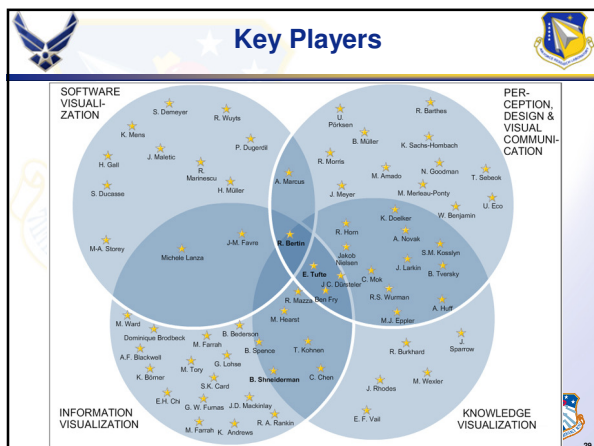 Key Players
SOFTWARE
VISUALI-
ZATION
PER-
CEPTION,
DESIGN &
VISUAL
COMMUNI-
CATION
S. Demeyer
R. Wuyts
K. Mens
P. Dugerdil
H. Gall
J. Maletic
R.
Marinescu
H. Müller
S. Ducasse
A. Marcus
M-A. Storey
Michele Lanza
J-M. Favre
R. Bertin
U.
Pörksen
R. Barthes
B. Müller
K. Sachs-Hombach
R. Morris
N. Goodman
M. Amado
T. Sebeok
J. Meyer
M. Merleau-Ponty
U. Eco
W. Benjamin
K. Doelker
R. Horn
A. Novak
Jakob
Nielsen
S.M. Kosslyn
J. Larkin
E. Tufte
C. Mok
B. Tversky
J.C. Dürsteler
R.S. Wurman
R. Mazza
Ben Fry
A. Huff
M. Hearst
M.J. Eppler
M. Ward
B. Bederson
Dominique Brodbeck
M. Farrah
B. Spence
T. Kohnen
A.F. Blackwell
G. Lohse
M. Tory
K. Börner
S.K. Card
B. Shneiderman
C. Chen
E.H. Chi
J.D. Mackinlay
G. W. Furnas
R. A. Rankin
M. Farrah
K. Andrews
J.
Sparrow
R. Burkhard
M. Wexler
J. Rhodes
E. F. Vail
INFORMATION
VISUALIZATION
KNOWLEDGE
VISUALIZATION
29